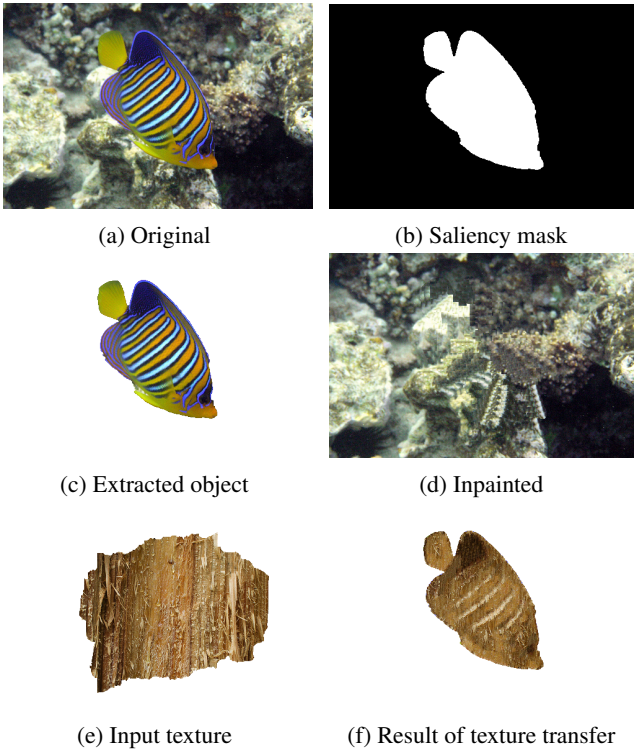 (a) Original
(b) Saliency mask
(c) Extracted object
(d) Inpainted
(e) Input texture
(f) Result of texture transfer